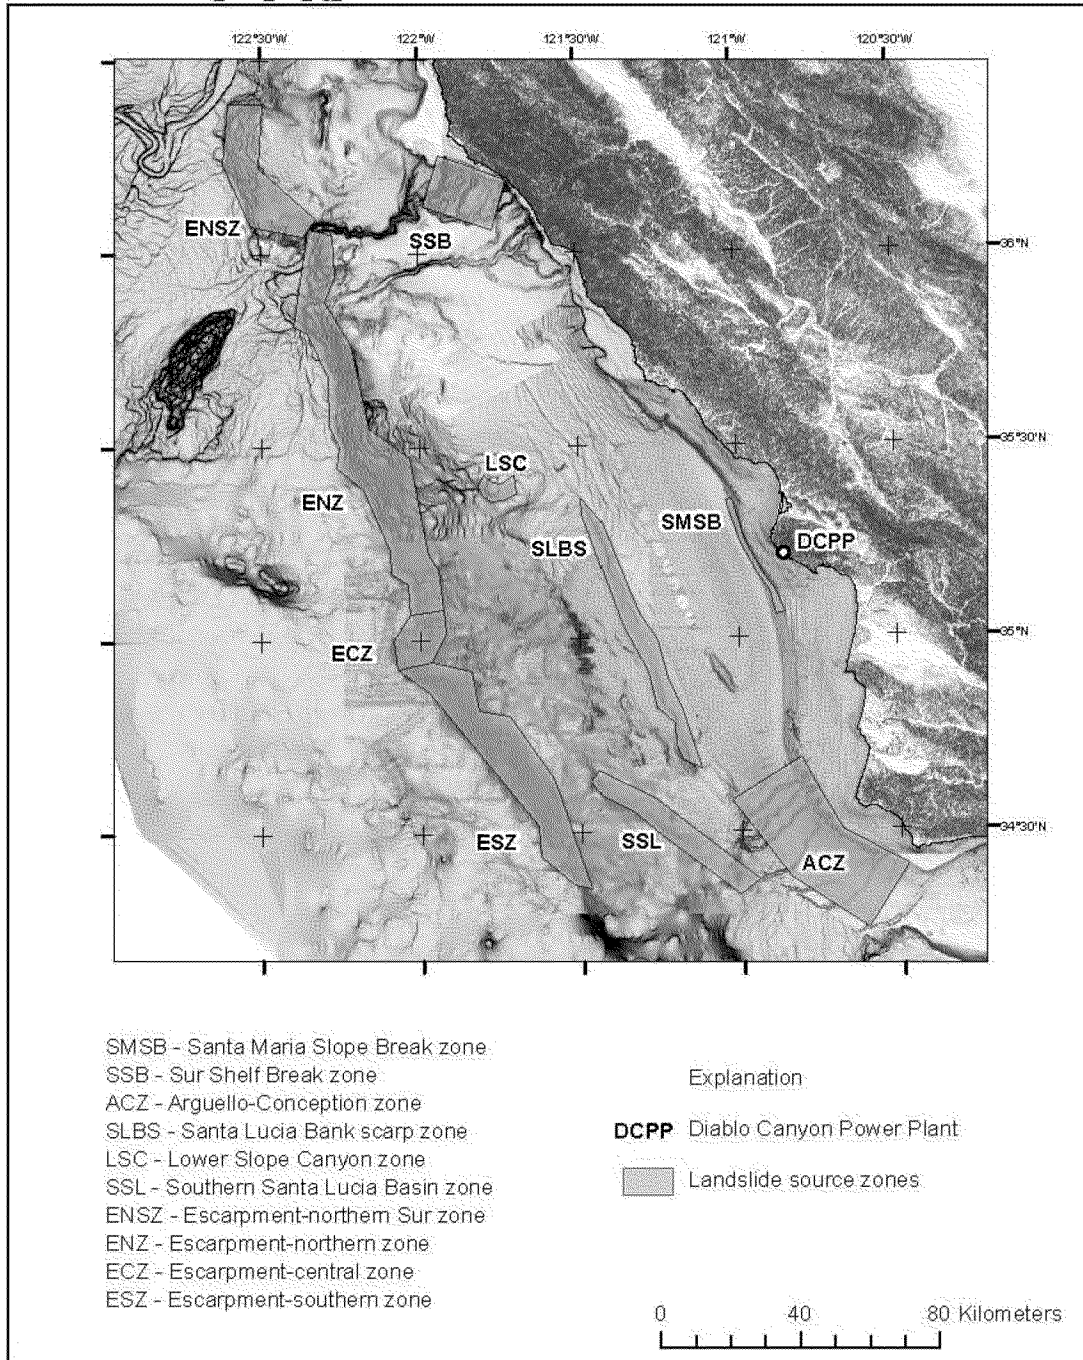 122°30'W 122°W 121°30'W 121°W 120°30'W
ENSZ
SSB
36°N
35°30'N
LSC
ENZ
SMSB
DCPP
SLBS
35°N
ECZ
34°30'N
ESZ
SSL
ACZ
SMSB - Santa Maria Slope Break zone
SSB - Sur Shelf Break zone
ACZ - Arguello-Conception zone
SLBS - Santa Lucia Bank scarp zone
LSC - Lower Slope Canyon zone
SSL - Southern Santa Lucia Basin zone
ENSZ - Escarpment-northern Sur zone
ENZ - Escarpment-northern zone
ECZ - Escarpment-central zone
ESZ - Escarpment-southern zone
Explanation
DCPP Diablo Canyon Power Plant
Landslide source zones
0 40 80 Kilometers